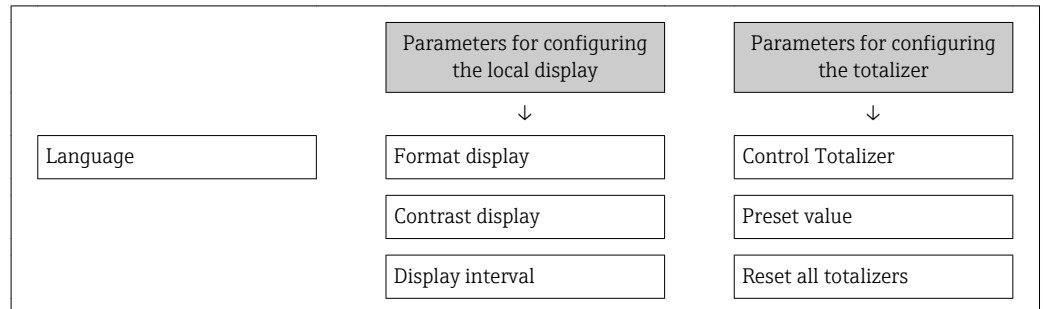 Parameters for configuring
the local display
Parameters for configuring
the totalizer
↓
↓
Language
Format display
Control Totalizer
Contrast display
Preset value
Display interval
Reset all totalizers